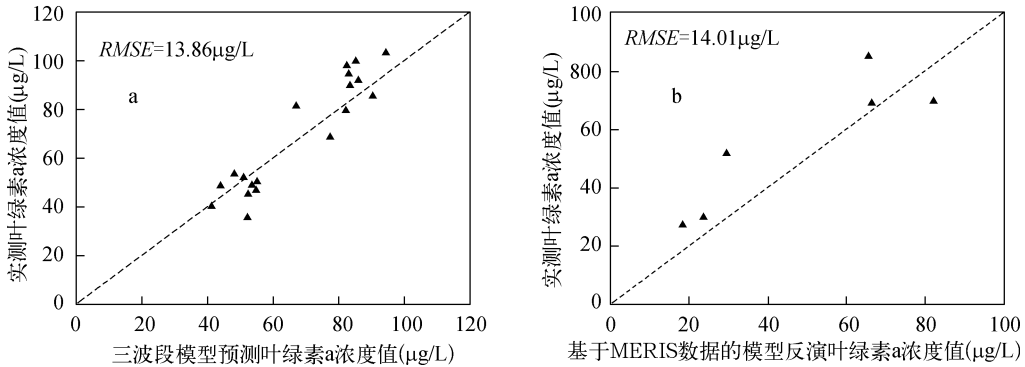 120
100
80
60
40
20
0
实测叶绿素a浓度值(μg/L)
RMSE=13.86μg/L
a
0 20 40 60 80 100 120
三波段模型预测叶绿素a浓度值(μg/L)
100
800
60
40
20
0
实测叶绿素a浓度值(μg/L)
RMSE=14.01μg/L
b
0 20 40 60 80 100
基于MERIS数据的模型反演叶绿素a浓度值(μg/L)